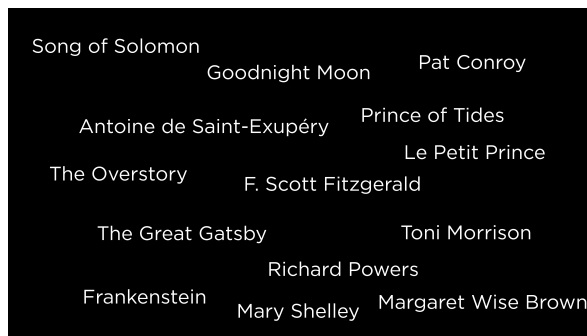 Song of Solomon
Goodnight Moon
Pat Conroy
Antoine de Saint-Exupéry
Prince of Tides
Le Petit Prince
The Overstory
F. Scott Fitzgerald
The Great Gatsby
Toni Morrison
Richard Powers
Frankenstein
Mary Shelley
Margaret Wise Brown